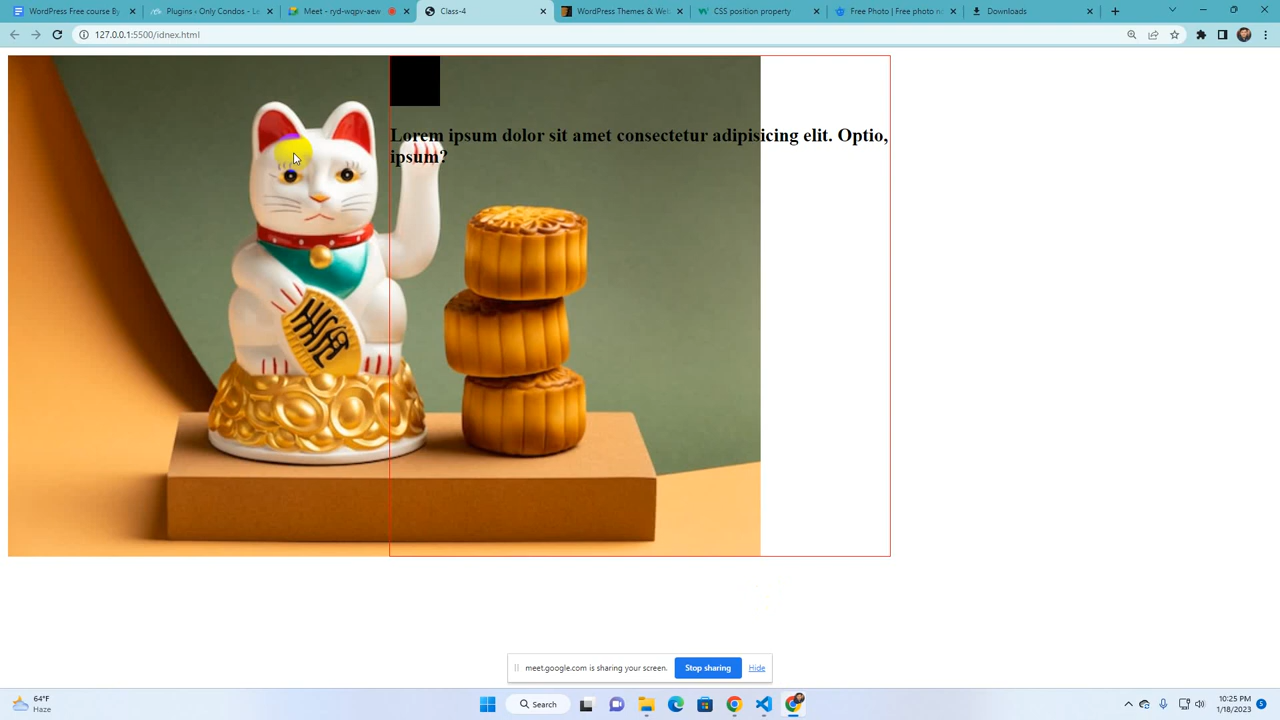 WordPress Free course By
Plugins ‹ Only Condos - Le
Meet - ryd-wqpv-aew
Class-4
WordPress Themes & Web
CSS position property
Free Photo | Free photo n
Downloads
127.0.0.1:5500/idnex.html
Lorem ipsum dolor sit amet consectetur adipisicing elit. Optio,
ipsum?
meet.google.com is sharing your screen.
Stop sharing
Hide
64°F
Haze
Search
10:25 PM
1/18/2023
5